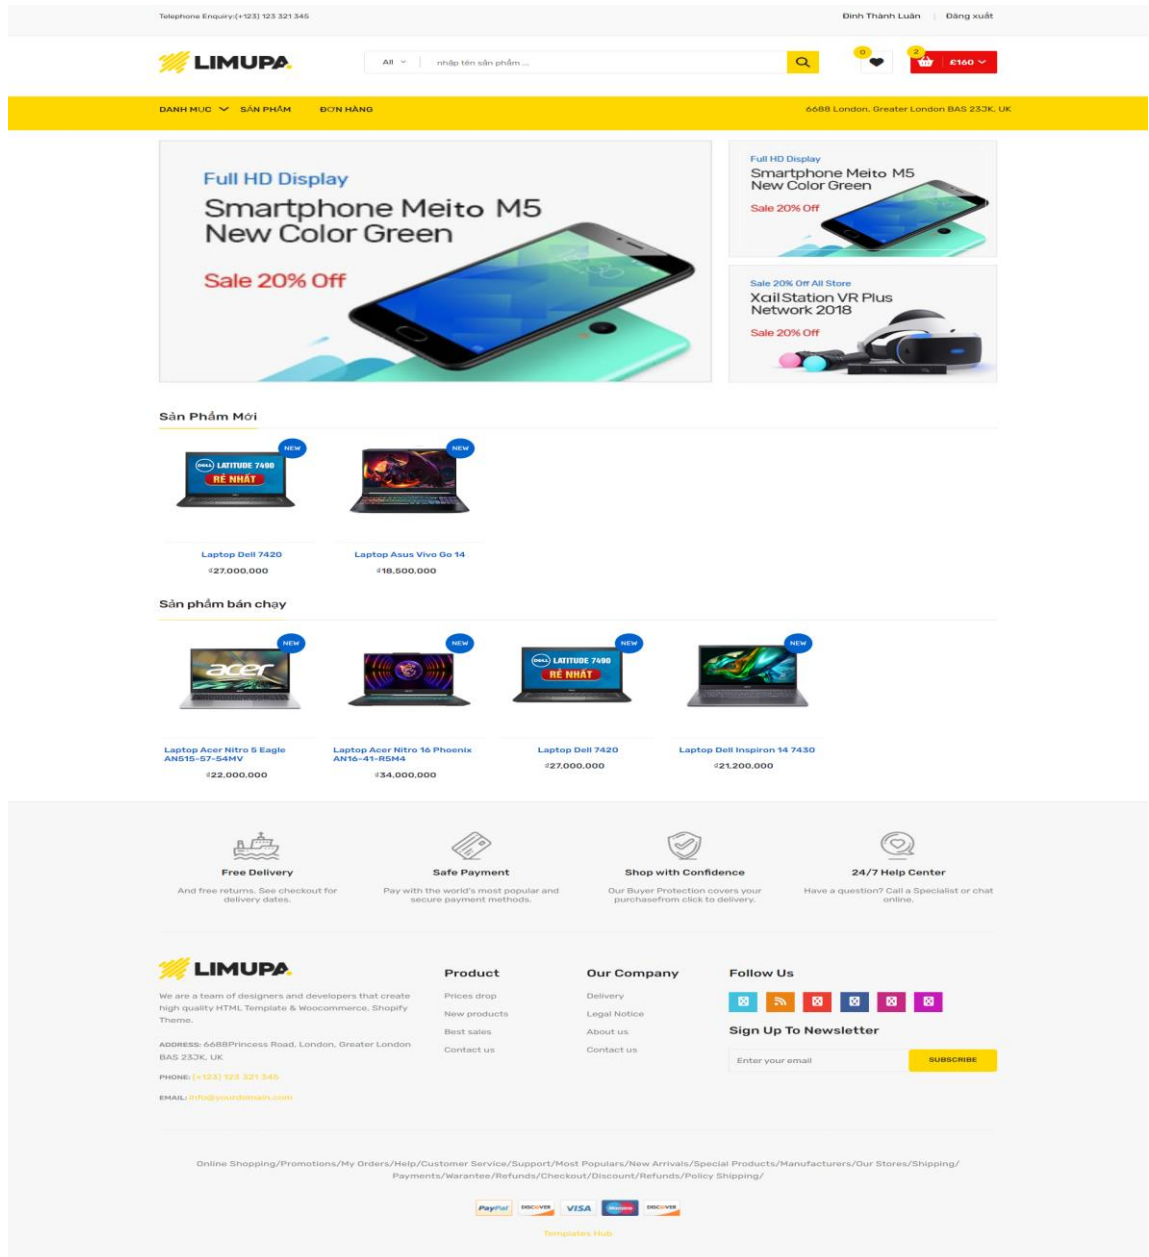 Telephone Enquiry:(+123) 123 321 345
Đinh Thành Luân
Đăng xuất
LIMUPA
All
nhập tên sản phẩm ...
0
2
£160
DANH MỤC
SẢN PHẨM
ĐƠN HÀNG
6688 London, Greater London BAS 23JK, UK
Full HD Display
Smartphone Meito M5
New Color Green
Sale 20% Off
Full HD Display
Smartphone Meito M5
New Color Green
Sale 20% Off
Sale 20% Off All Store
Xail Station VR Plus
Network 2018
Sale 20% Off
Sản Phẩm Mới
NEW
NEW
DELL LATITUDE 7490
RẺ NHẤT
Laptop Dell 7420
Laptop Asus Vivo Go 14
₫27,000,000
₫18,500,000
Sản phẩm bán chạy
NEW
NEW
NEW
NEW
acer
DELL LATITUDE 7490
RẺ NHẤT
Laptop Acer Nitro 5 Eagle
AN515-57-54MV
₫22,000,000
Laptop Acer Nitro 16 Phoenix
AN16-41-R5M4
₫34,000,000
Laptop Dell 7420
₫27,000,000
Laptop Dell Inspiron 14 7430
₫21,200,000
Free Delivery
And free returns. See checkout for
delivery dates.
Safe Payment
Pay with the world's most popular and
secure payment methods.
Shop with Confidence
Our Buyer Protection covers your
purchasefrom click to delivery.
24/7 Help Center
Have a question? Call a Specialist or chat
online.
LIMUPA
We are a team of designers and developers that create
high quality HTML Template & Woocommerce, Shopify
Theme.
ADDRESS: 6688Princess Road, London, Greater London
BAS 23JK, UK
PHONE: (+123) 123 321 345
EMAIL: info@yourdomain.com
Product
Prices drop
New products
Best sales
Contact us
Our Company
Delivery
Legal Notice
About us
Contact us
Follow Us
Sign Up To Newsletter
Enter your email
SUBSCRIBE
Online Shopping/Promotions/My Orders/Help/Customer Service/Support/Most Populars/New Arrivals/Special Products/Manufacturers/Our Stores/Shipping/
Payments/Warantee/Refunds/Checkout/Discount/Refunds/Policy Shipping/
PayPal
DISCOVER
VISA
Maestro
DISCOVER
Templates Hub